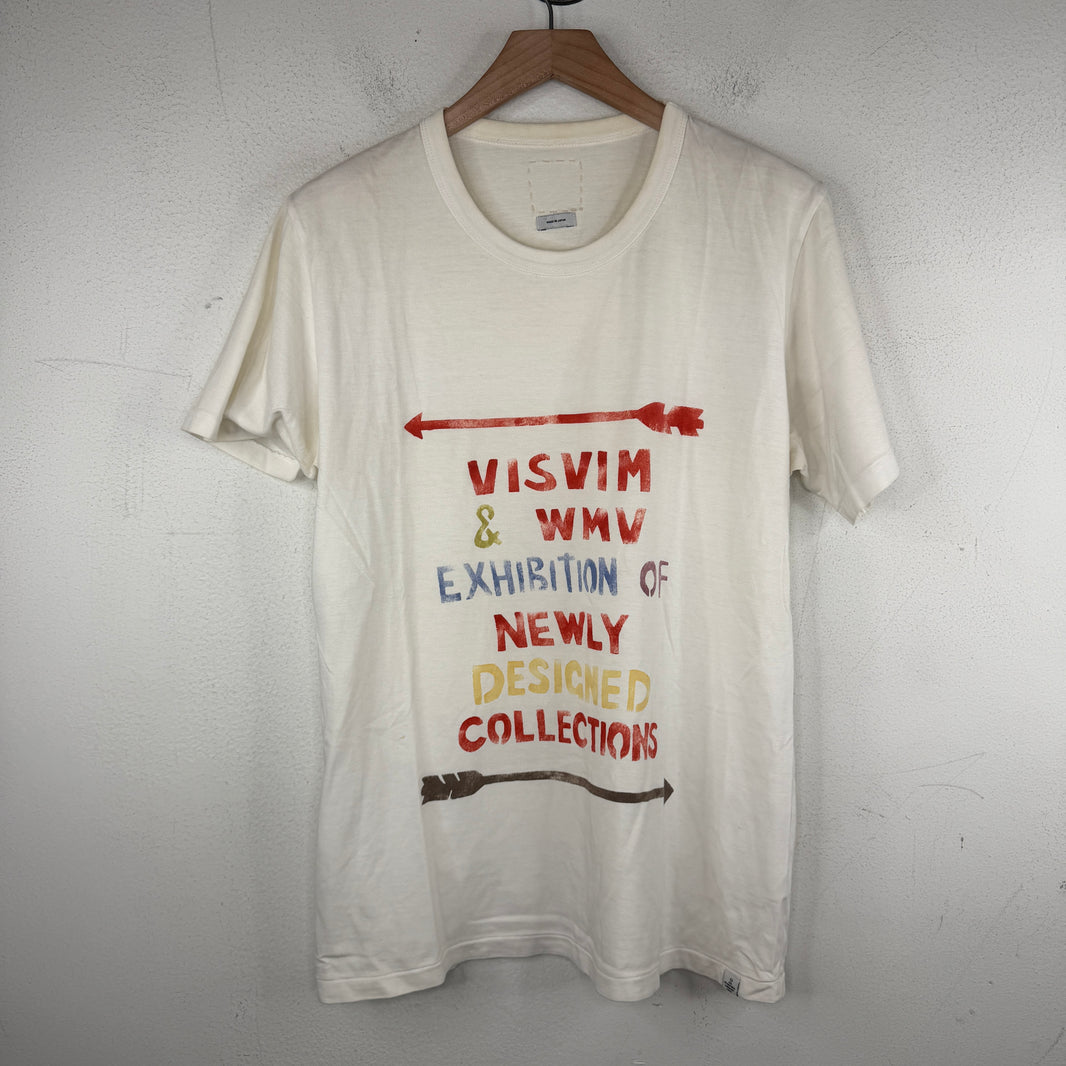 VISVIM
& WMV
EXHIBITION OF
NEWLY
DESIGNED
COLLECTIONS